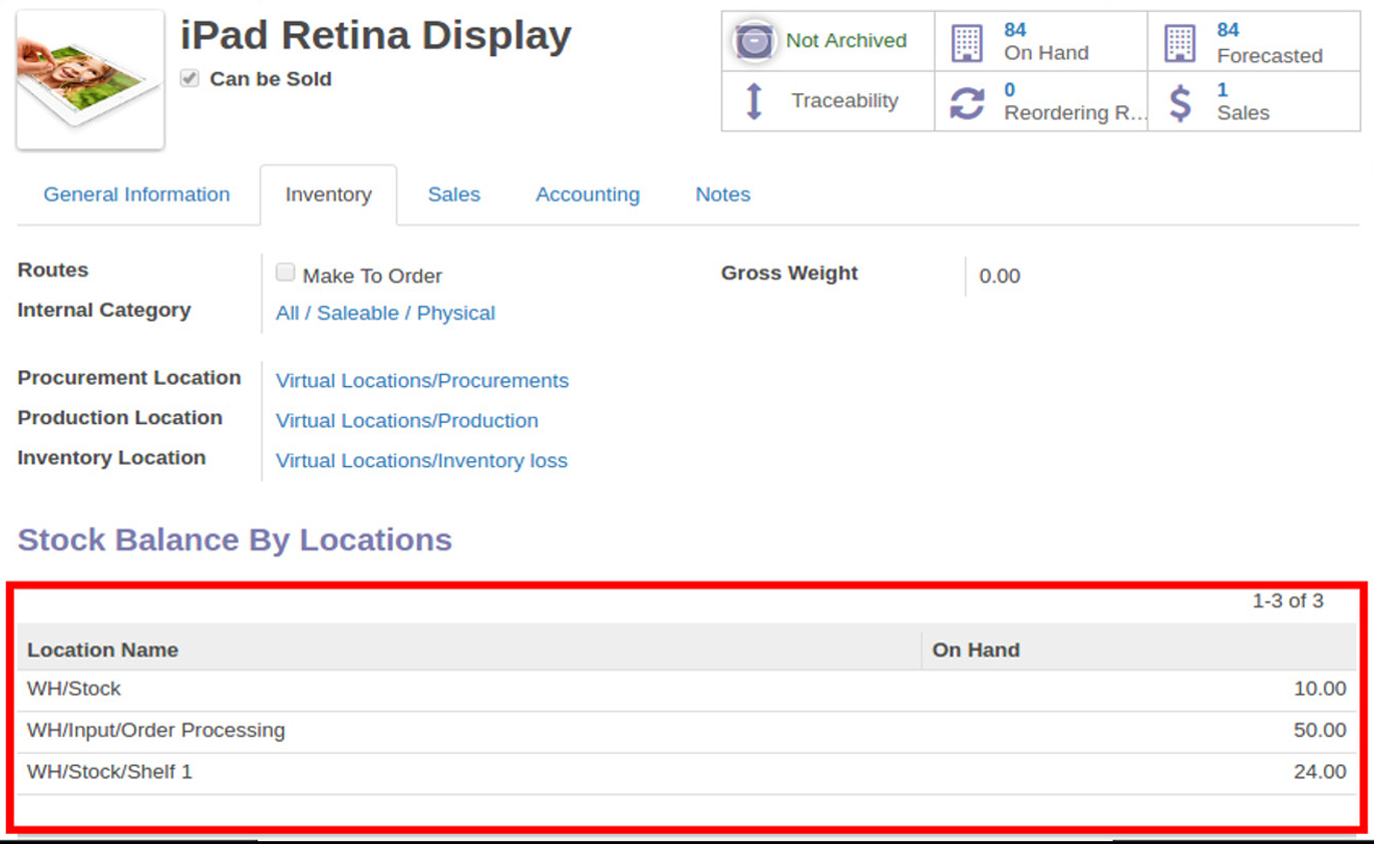 iPad Retina Display
Can be Sold
Not Archived
84
On Hand
84
Forecasted
Traceability
0
Reordering R...
1
Sales
General Information
Inventory
Sales
Accounting
Notes
Routes
Make To Order
Gross Weight
0.00
Internal Category
All / Saleable / Physical
Procurement Location
Virtual Locations/Procurements
Production Location
Virtual Locations/Production
Inventory Location
Virtual Locations/Inventory loss
Stock Balance By Locations
1-3 of 3
Location Name
On Hand
WH/Stock
10.00
WH/Input/Order Processing
50.00
WH/Stock/Shelf 1
24.00